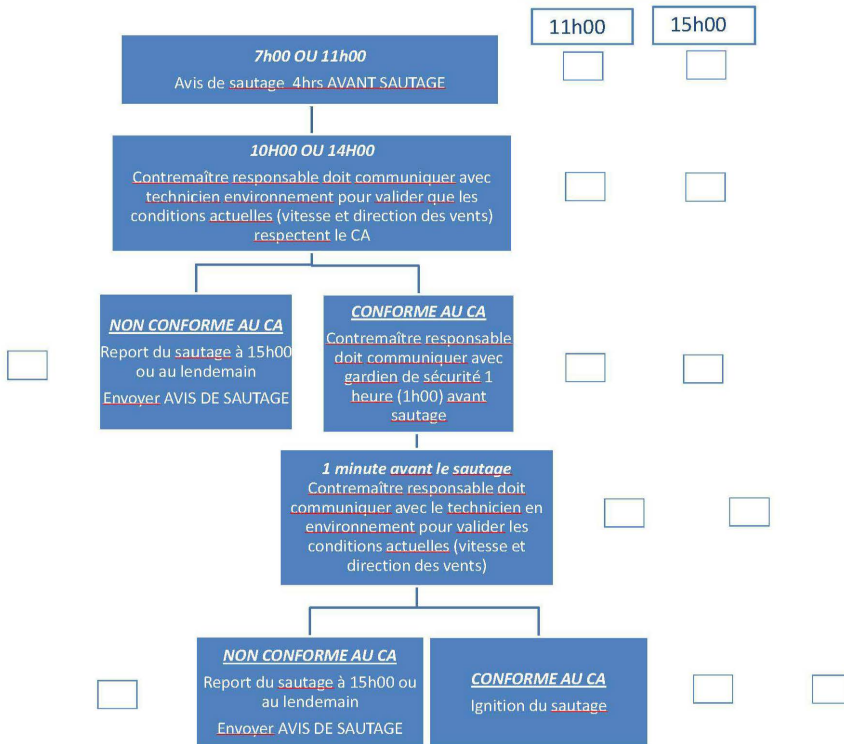 11h00
15h00
7h00 OU 11h00
Avis de sautage 4hrs AVANT SAUTAGE
10H00 OU 14H00
Contremaître responsable doit communiquer avec
technicien environnement pour valider que les
conditions actuelles (vitesse et direction des vents)
respectent le CA
NON CONFORME AU CA
Report du sautage à 15h00
ou au lendemain
Envoyer AVIS DE SAUTAGE
CONFORME AU CA
Contremaître responsable
doit communiquer avec
gardien de sécurité 1
heure (1h00) avant
sautage
1 minute avant le sautage
Contremaître responsable doit
communiquer avec le technicien en
environnement pour valider les
conditions actuelles (vitesse et
direction des vents)
NON CONFORME AU CA
Report du sautage à 15h00 ou
au lendemain
Envoyer AVIS DE SAUTAGE
CONFORME AU CA
Ignition du sautage